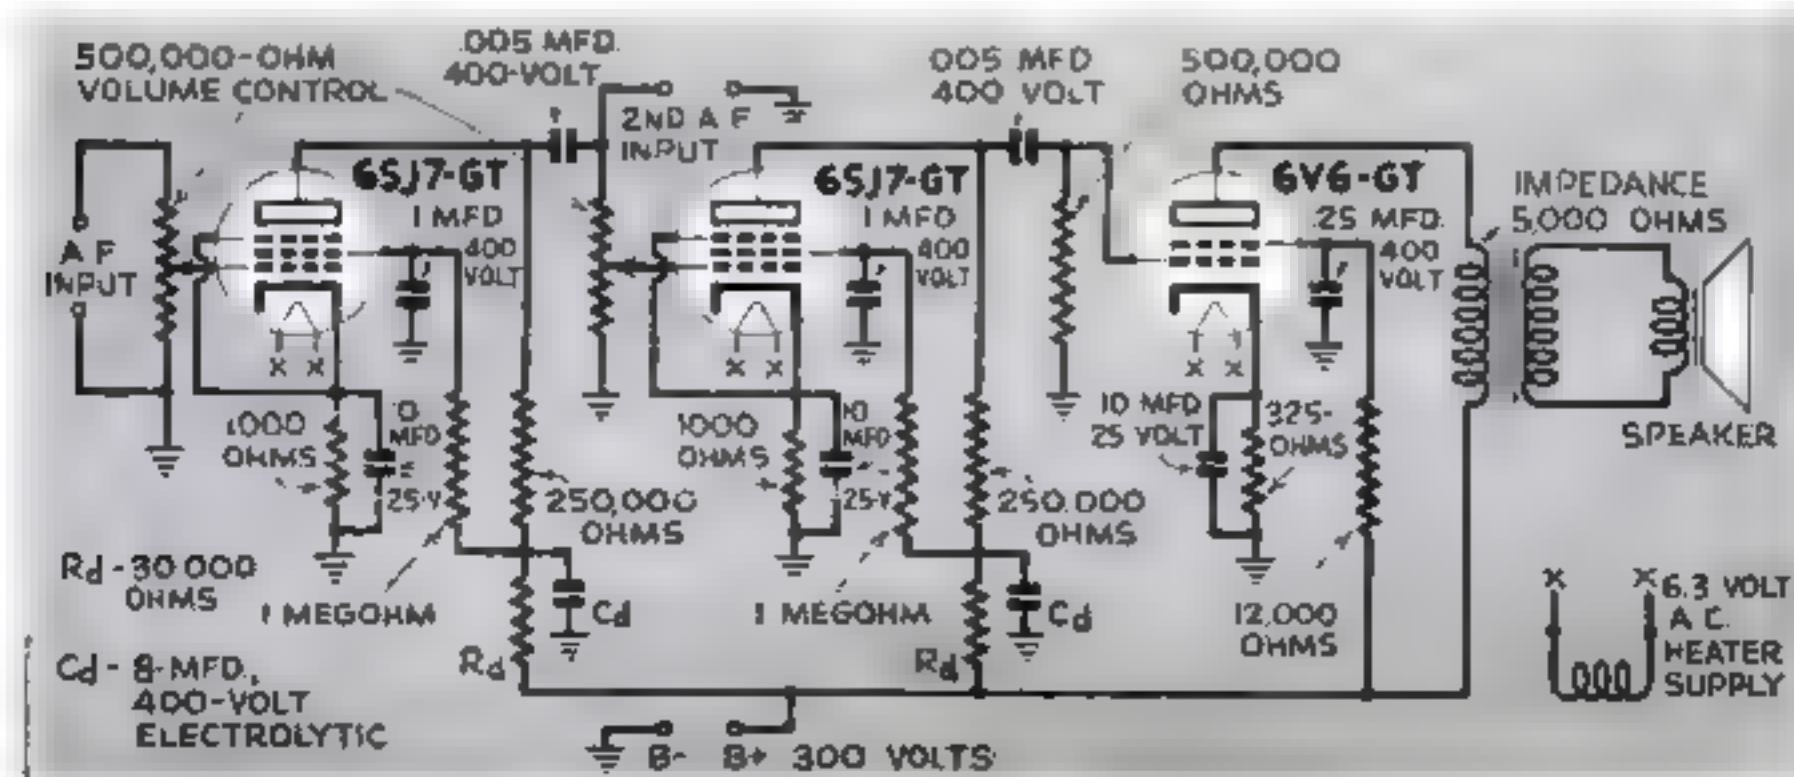 500,000-OHM
VOLUME CONTROL
.005 MFD.
400-VOLT
2ND A F
INPUT
.005 MFD
400 VOLT
500,000
OHMS
6SJ7-GT
1 MFD
400
VOLT
6SJ7-GT
1 MFD
400
VOLT
6V6-GT
.25 MFD.
400
VOLT
IMPEDANCE
5,000 OHMS
A F
INPUT
X X
X X
X X
1000
OHMS
10
MFD
25-V
1000
OHMS
10
MFD
25-V
10 MFD
25 VOLT
325-
OHMS
SPEAKER
250,000
OHMS
250.000
OHMS
Rd - 30 000
OHMS
1 MEGOHM
Cd
1 MEGOHM
Cd
12,000
OHMS
X X
6.3 VOLT
A C.
HEATER
SUPPLY
Rd
Rd
Cd - 8-MFD.,
400-VOLT
ELECTROLYTIC
B- B+ 300 VOLTS